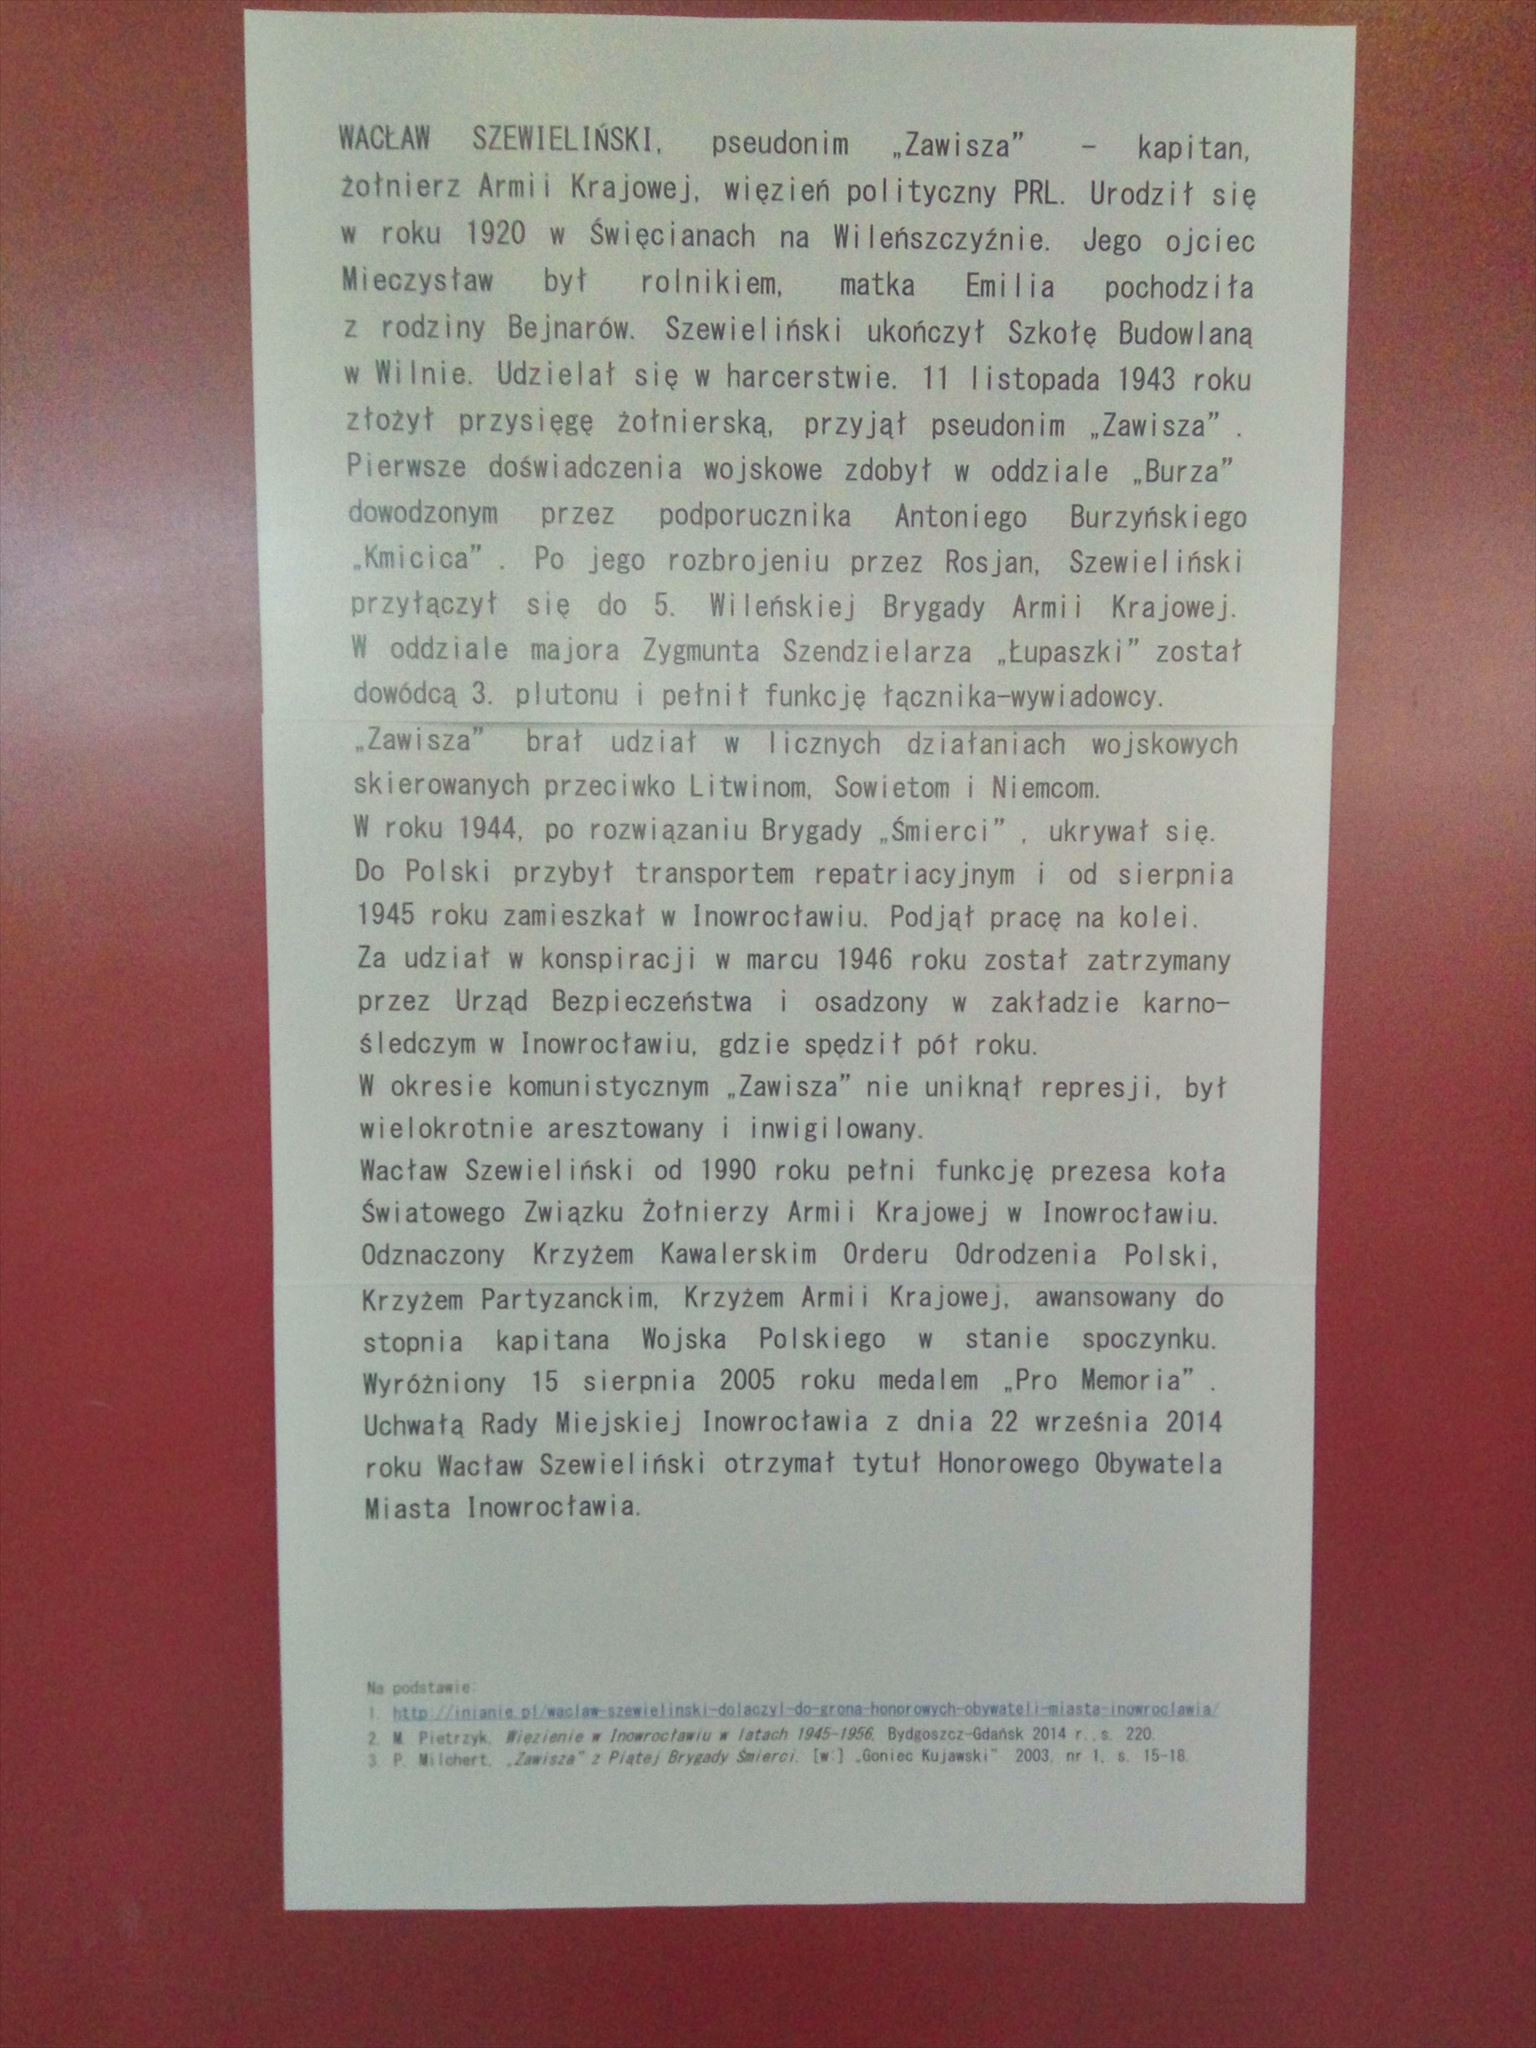 WACŁAW SZEWIELIŃSKI, pseudonim „Zawisza” – kapitan,
żołnierz Armii Krajowej, więzień polityczny PRL. Urodził się
w roku 1920 w Święcianach na Wileńszczyźnie. Jego ojciec
Mieczysław był rolnikiem, matka Emilia pochodziła
z rodziny Bejnarów. Szewieliński ukończył Szkołę Budowlaną
w Wilnie. Udzielał się w harcerstwie. 11 listopada 1943 roku
złożył przysięgę żołnierską, przyjął pseudonim „Zawisza” .
Pierwsze doświadczenia wojskowe zdobył w oddziale „Burza”
dowodzonym przez podporucznika Antoniego Burzyńskiego
„Kmicica” . Po jego rozbrojeniu przez Rosjan, Szewieliński
przyłączył się do 5. Wileńskiej Brygady Armii Krajowej.
W oddziale majora Zygmunta Szendzielarza „Łupaszki” został
dowódcą 3. plutonu i pełnił funkcję łącznika-wywiadowcy.
„Zawisza” brał udział w licznych działaniach wojskowych
skierowanych przeciwko Litwinom, Sowietom i Niemcom.
W roku 1944, po rozwiązaniu Brygady „Śmierci” , ukrywał się.
Do Polski przybył transportem repatriacyjnym i od sierpnia
1945 roku zamieszkał w Inowrocławiu. Podjął pracę na kolei.
Za udział w konspiracji w marcu 1946 roku został zatrzymany
przez Urząd Bezpieczeństwa i osadzony w zakładzie karno-
śledczym w Inowrocławiu, gdzie spędził pół roku.
W okresie komunistycznym „Zawisza” nie uniknął represji, był
wielokrotnie aresztowany i inwigilowany.
Wacław Szewieliński od 1990 roku pełni funkcję prezesa koła
Światowego Związku Żołnierzy Armii Krajowej w Inowrocławiu.
Odznaczony Krzyżem Kawalerskim Orderu Odrodzenia Polski,
Krzyżem Partyzanckim, Krzyżem Armii Krajowej, awansowany do
stopnia kapitana Wojska Polskiego w stanie spoczynku.
Wyróżniony 15 sierpnia 2005 roku medalem „Pro Memoria” .
Uchwałą Rady Miejskiej Inowrocławia z dnia 22 września 2014
roku Wacław Szewieliński otrzymał tytuł Honorowego Obywatela
Miasta Inowrocławia.
Na podstawie:
1. http://inianie.pl/waclaw-szewielinski-dolaczyl-do-grona-honorowych-obywateli-miasta-inowroclawia/
2. M. Pietrzyk, Więzienie w Inowrocławiu w latach 1945-1956, Bydgoszcz-Gdańsk 2014 r., s. 220.
3. P. Milchert, „Zawisza” z Piątej Brygady Śmierci, [w:] „Goniec Kujawski” 2003, nr 1, s. 15-18.